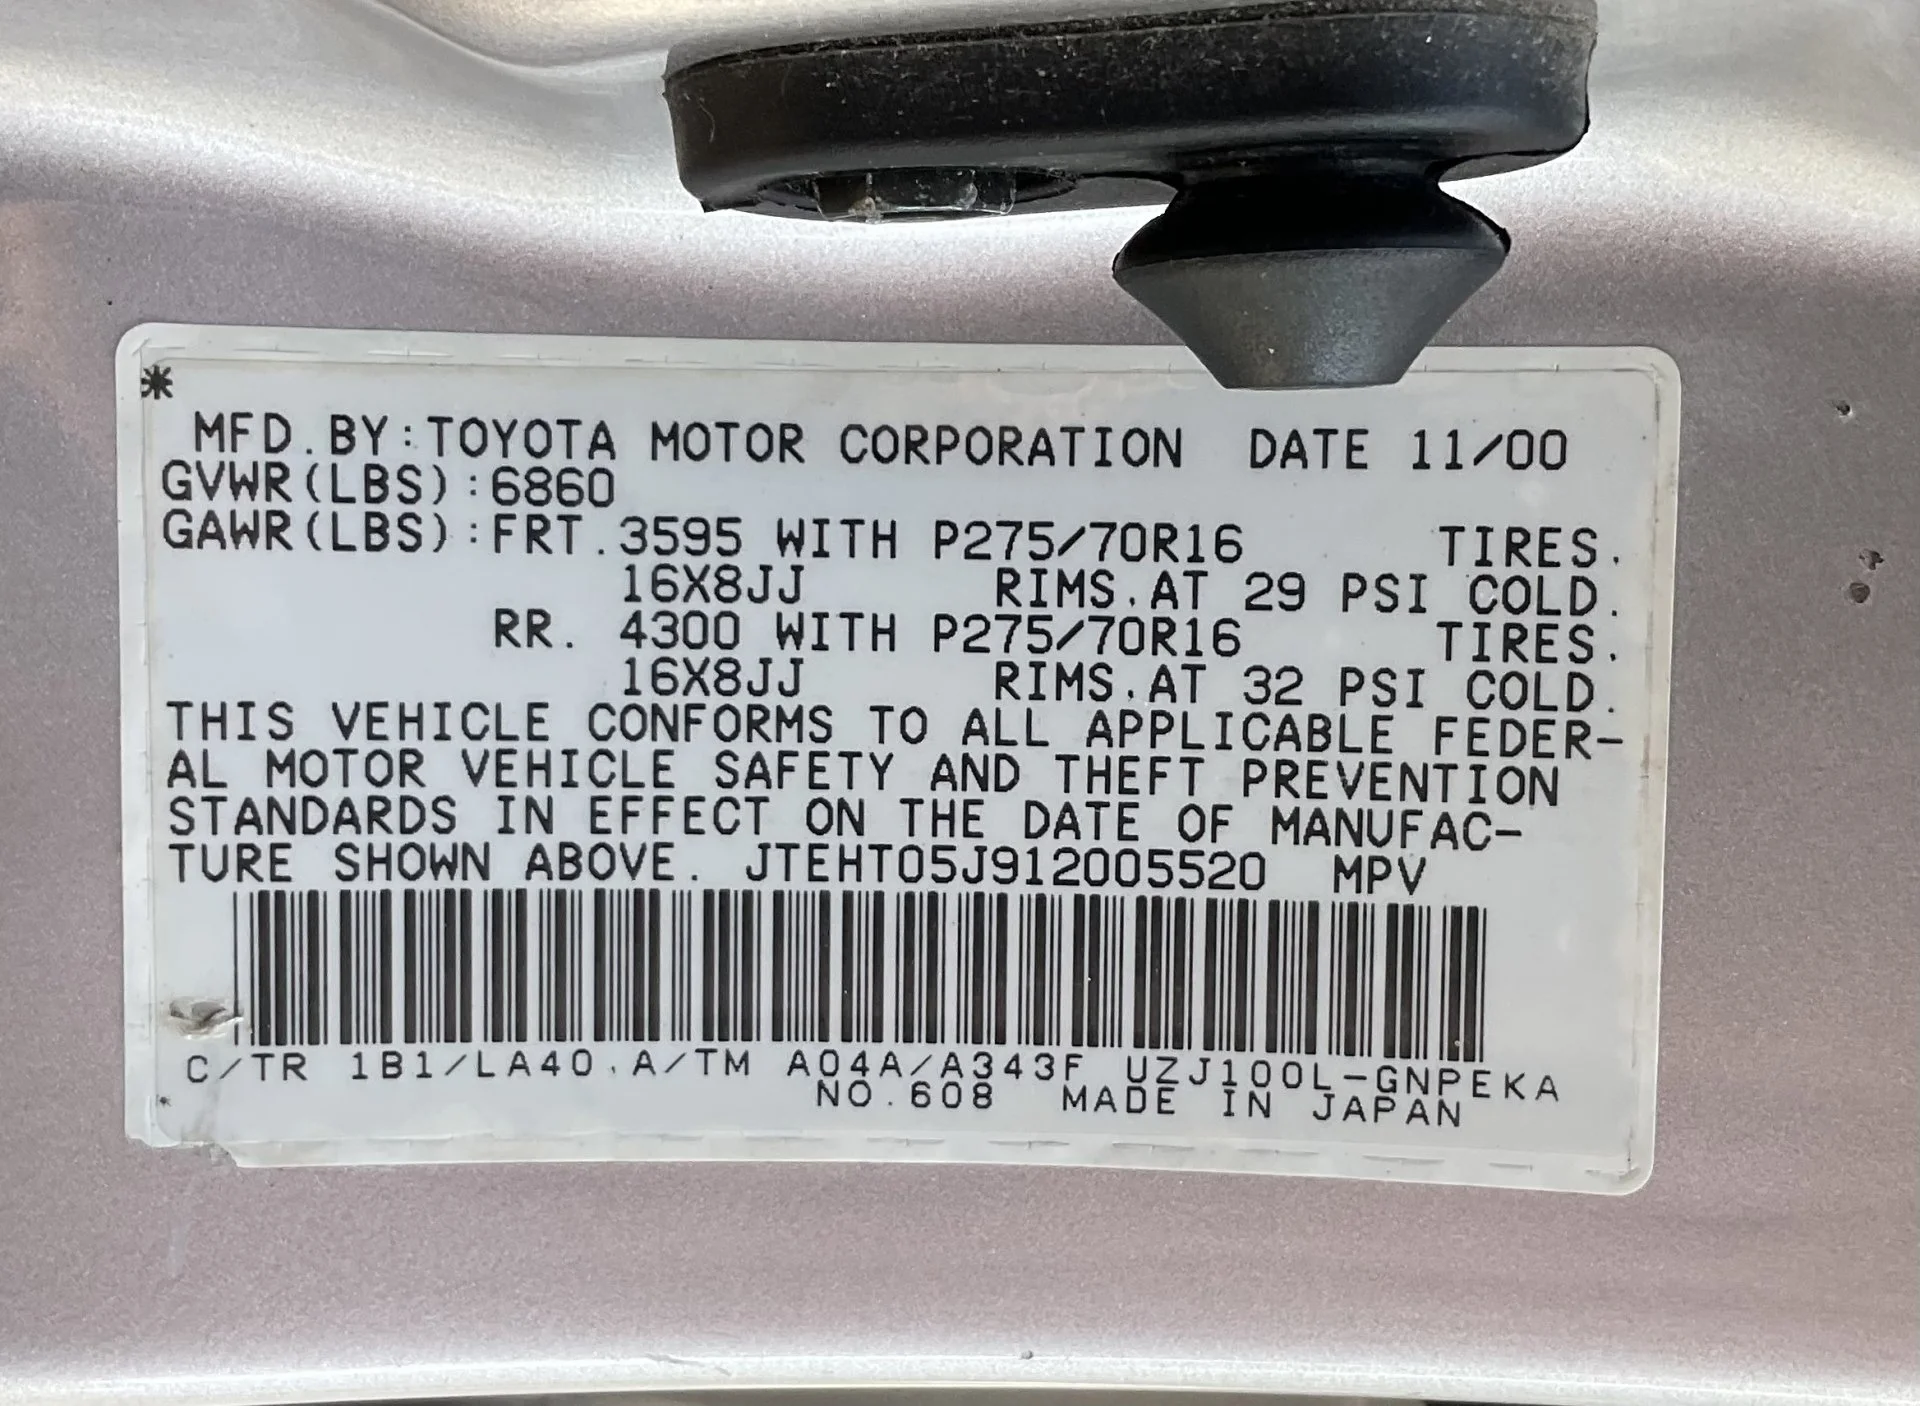 *
MFD.BY:TOYOTA MOTOR CORPORATION DATE 11/00
GVWR(LBS):6860
GAWR(LBS):FRT.3595 WITH P275/70R16 TIRES.
16X8JJ RIMS.AT 29 PSI COLD.
RR. 4300 WITH P275/70R16 TIRES.
16X8JJ RIMS.AT 32 PSI COLD.
THIS VEHICLE CONFORMS TO ALL APPLICABLE FEDER-
AL MOTOR VEHICLE SAFETY AND THEFT PREVENTION
STANDARDS IN EFFECT ON THE DATE OF MANUFAC-
TURE SHOWN ABOVE. JTEHT05J912005520 MPV
C/TR 1B1/LA40.A/TM A04A/A343F UZJ100L-GNPEKA
* NO.608 MADE IN JAPAN